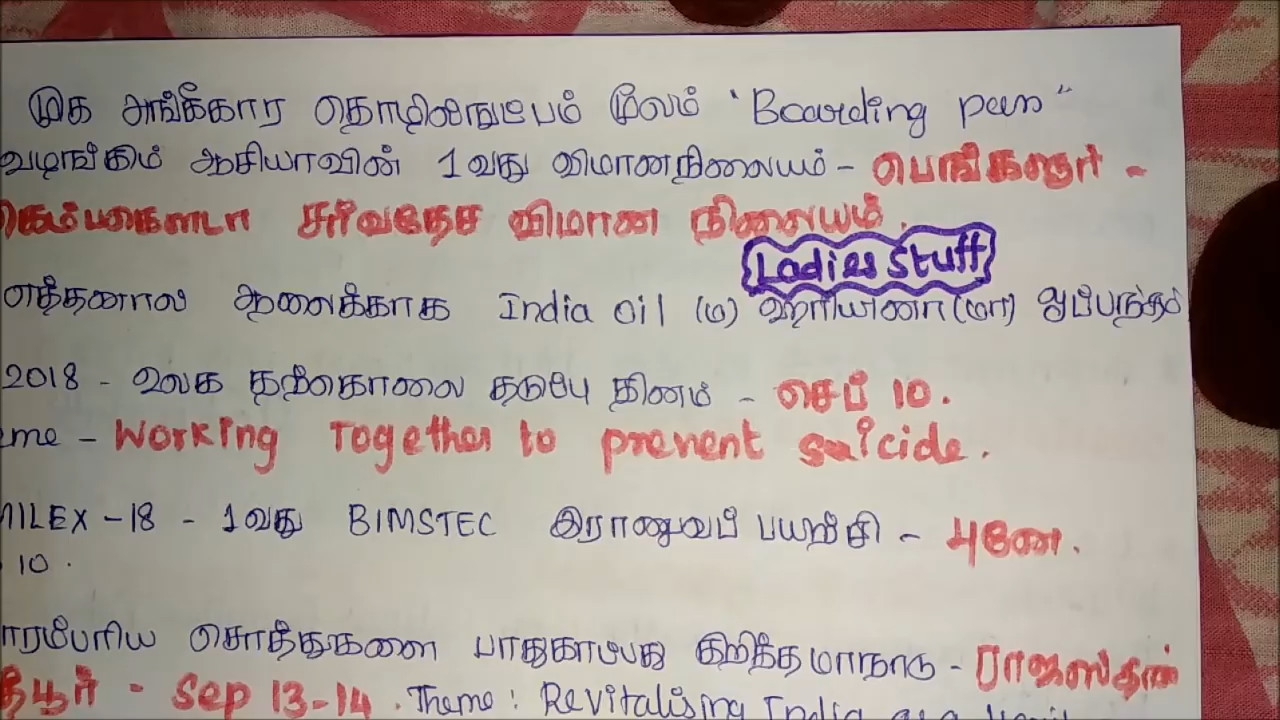 முக அங்கீகார தொழில்நுட்பம் மூலம் 'Boarding pass"
வழங்கும் ஆசியாவின் 1வது விமானநிலையம் - பெங்களூர் -
கெம்பகௌடா சர்வதேச விமான நிலையம்.
Ladies Stuff
எத்தனால் ஆலைக்காக India oil (ம) ஹரியானா (மா) ஒப்பந்தம்
2018 - உலக தற்கொலை தடுப்பு தினம் - செப் 10.
me - Working Together to prevent suicide.
MILEX -18 - 1வது BIMSTEC இராணுவப் பயிற்சி - புனே.
10.
பாரம்பரிய சொத்துகளை பாதுகாப்பது குறித்த மாநாடு - ராஜஸ்தான்
Sep 13-14. Theme: Revitalising India as a